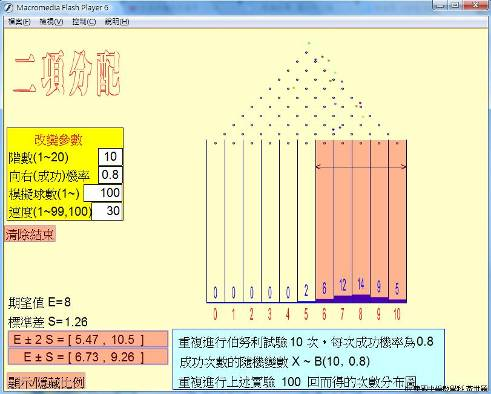 Macromedia Flash Player 6
檔案(F) 檢視(V) 控制(C) 說明(H)
二項分配
改變參數
階數(1~20) 10
向右(成功)機率 0.8
模擬球數(1~) 100
速度(1~99,100) 30
清除結束
0 0 0 0 0 2 6 12 14 9 5
0 1 2 3 4 5 6 7 8 9 10
期望值 E=8
標準差 S=1.26
E ± 2 S = [ 5.47 , 10.5 ]
E ± S = [ 6.73 , 9.26 ]
顯示/隱藏比例
重複進行伯努利試驗 10 次，每次成功機率為0.8
成功次數的隨機變數 X ~ B(10, 0.8)
重複進行上述實驗 100 回而得的次數分布圖